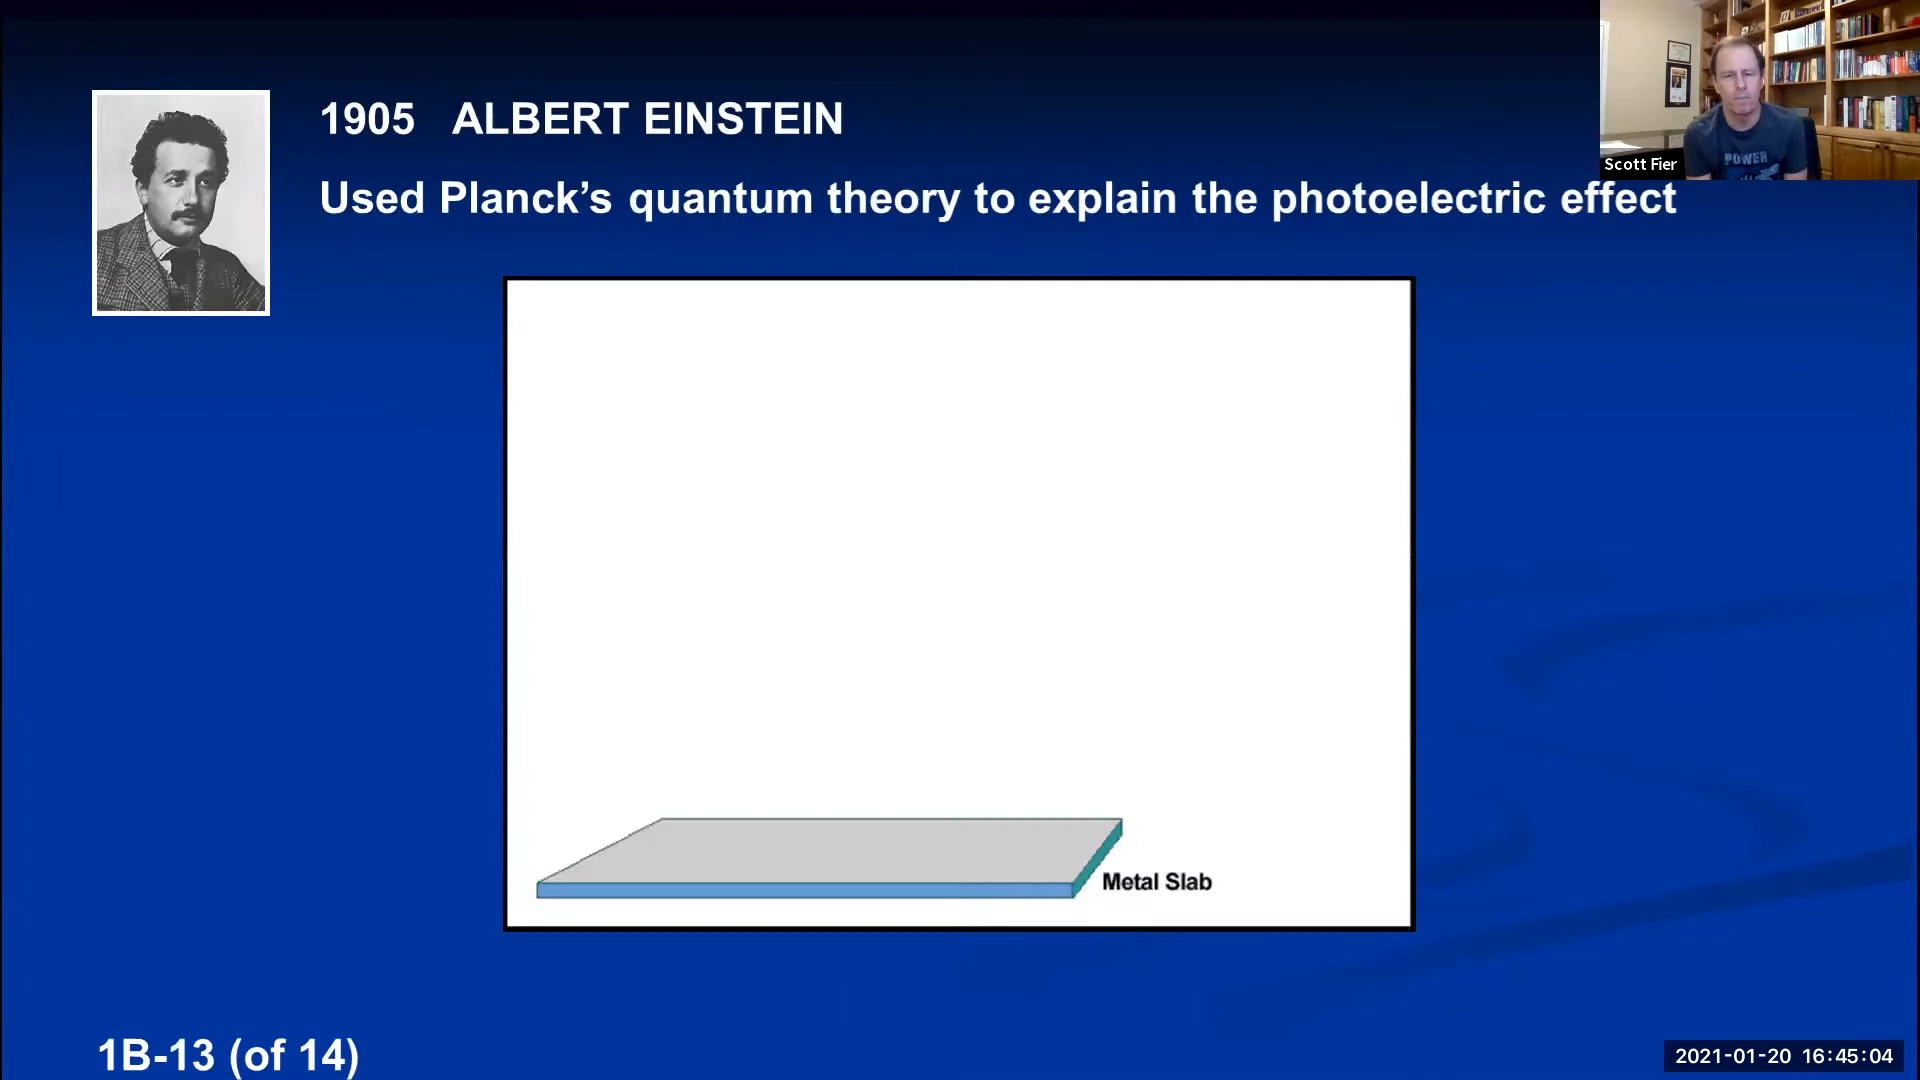 1905 ALBERT EINSTEIN
Used Planck’s quantum theory to explain the photoelectric effect
POWER
Scott Fier
Metal Slab
1B-13 (of 14)
2021-01-20 16:45:04